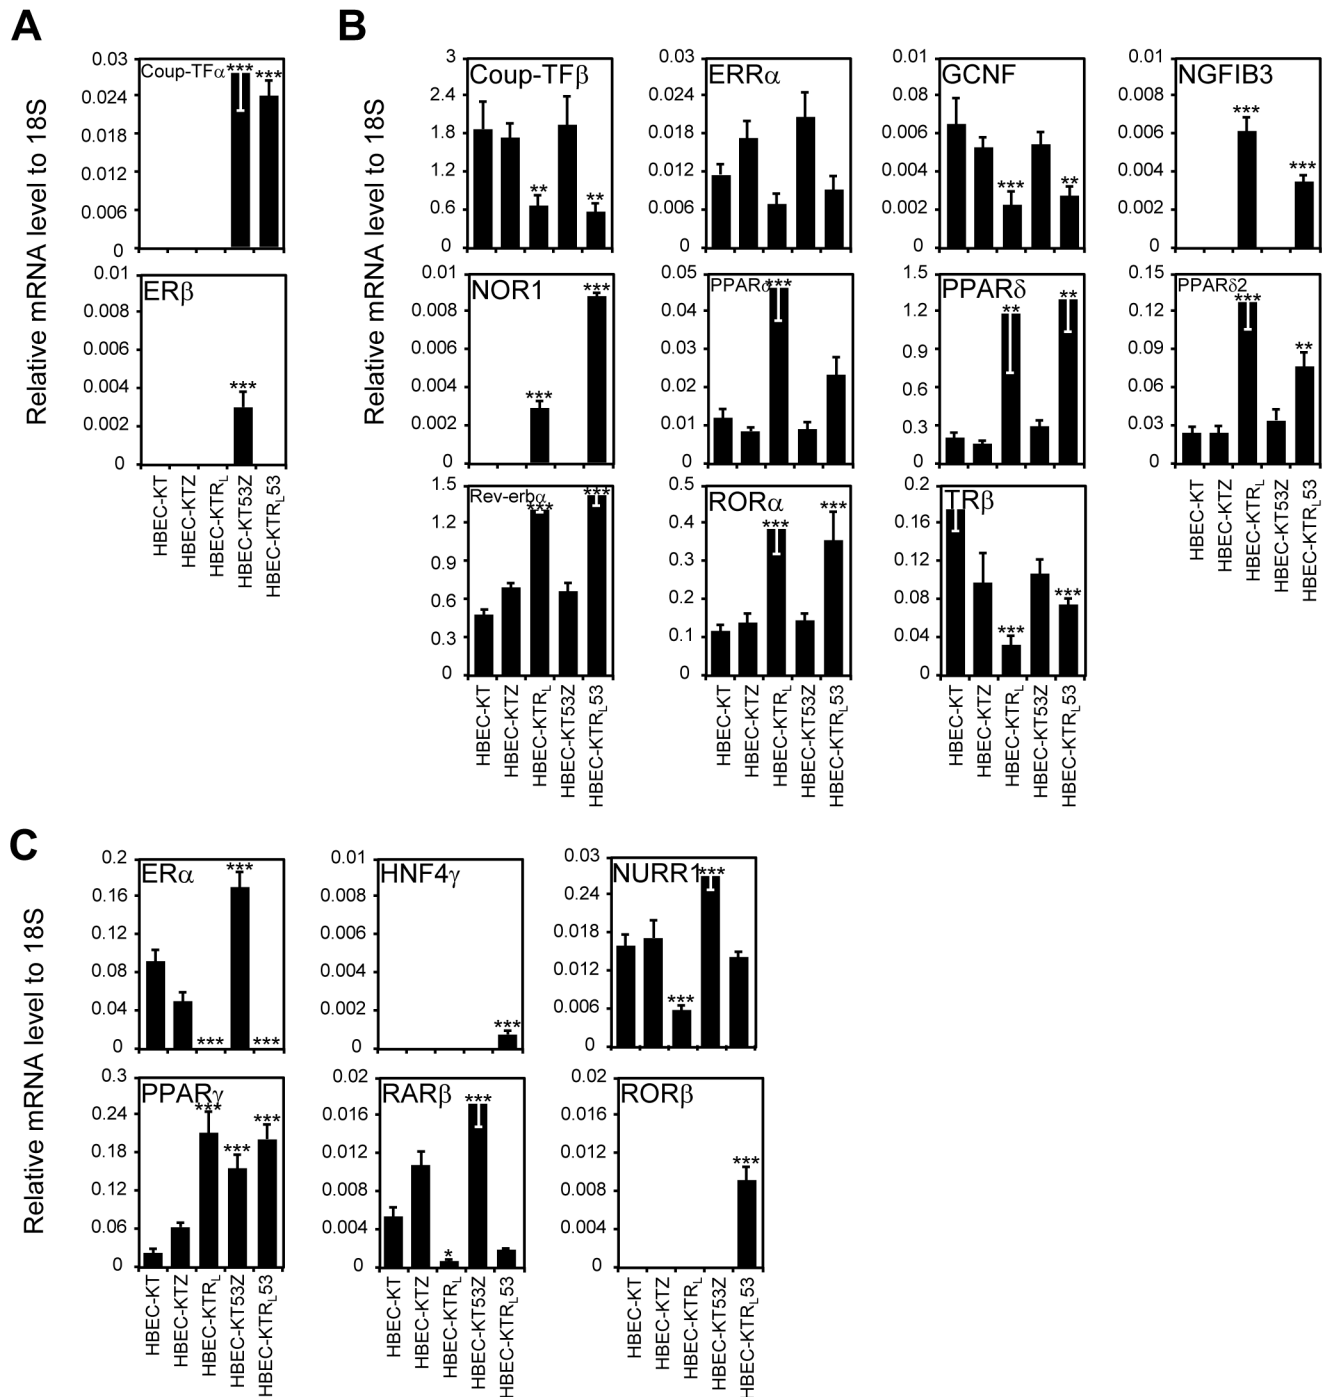 A
B
Relative mRNA level to 18S
0.03
0.024
0.018
0.012
0.006
0
Coup-TFα
***
***
0.01
0.008
0.006
0.004
0.002
0
ERβ
***
HBEC-KT
HBEC-KTZ
HBEC-KTRL
HBEC-KT53Z
HBEC-KTRL53
Relative mRNA level to 18S
3
2.4
1.8
1.2
0.6
0
Coup-TFβ
**
**
0.03
0.024
0.018
0.012
0.006
0
ERRα
0.01
0.08
0.006
0.004
0.002
0
GCNF
***
**
0.01
0.008
0.006
0.004
0.002
0
NGFIB3
***
***
0.01
0.008
0.006
0.004
0.002
0
NOR1
***
***
0.05
0.04
0.03
0.02
0.01
0
PPARα
***
1.5
1.2
0.9
0.6
0.3
0
PPARδ
**
**
0.15
0.12
0.09
0.06
0.03
0
PPARδ2
***
**
HBEC-KT
HBEC-KTZ
HBEC-KTRL
HBEC-KT53Z
HBEC-KTRL53
1.5
1.2
0.9
0.6
0.3
0
Rev-erbα
***
***
HBEC-KT
HBEC-KTZ
HBEC-KTRL
HBEC-KT53Z
HBEC-KTRL53
0.5
0.4
0.3
0.2
0.1
0
RORα
***
***
HBEC-KT
HBEC-KTZ
HBEC-KTRL
HBEC-KT53Z
HBEC-KTRL53
0.2
0.16
0.12
0.08
0.04
0
TRβ
***
***
HBEC-KT
HBEC-KTZ
HBEC-KTRL
HBEC-KT53Z
HBEC-KTRL53
C
Relative mRNA level to 18S
0.2
0.16
0.12
0.08
0.04
0
ERα
***
***
***
0.01
0.008
0.006
0.004
0.002
0
HNF4γ
***
0.03
0.24
0.018
0.012
0.006
0
NURR1
***
***
0.3
0.24
0.18
0.12
0.06
0
PPARγ
***
***
***
HBEC-KT
HBEC-KTZ
HBEC-KTRL
HBEC-KT53Z
HBEC-KTRL53
0.02
0.016
0.012
0.008
0.004
0
RARβ
*
***
HBEC-KT
HBEC-KTZ
HBEC-KTRL
HBEC-KT53Z
HBEC-KTRL53
0.02
0.016
0.012
0.008
0.004
0
RORβ
***
HBEC-KT
HBEC-KTZ
HBEC-KTRL
HBEC-KT53Z
HBEC-KTRL53